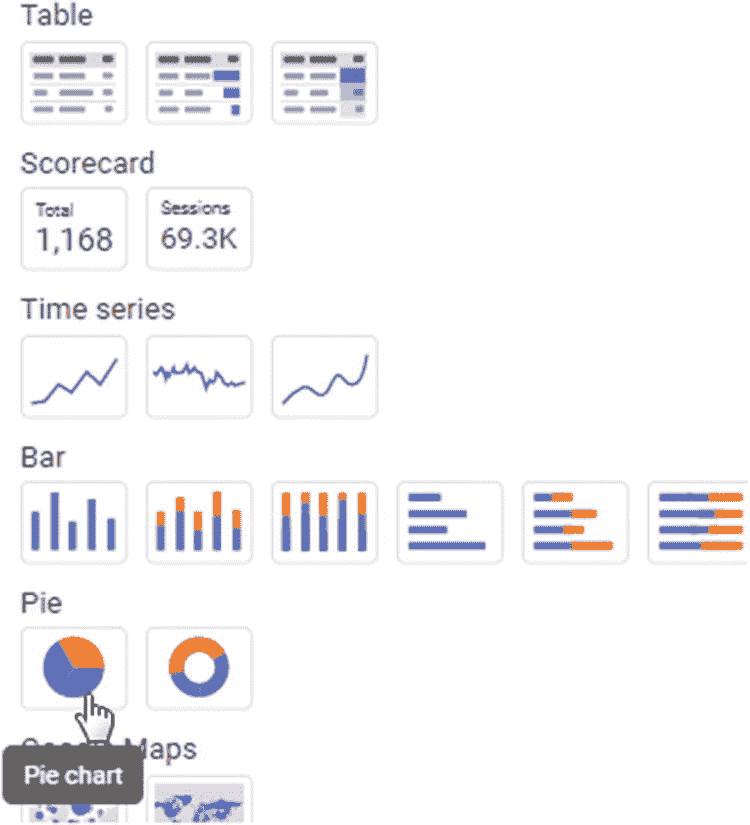 Table
Scorecard
Total
1,168
Sessions
69.3K
Time series
Bar
Pie
Maps
Pie chart